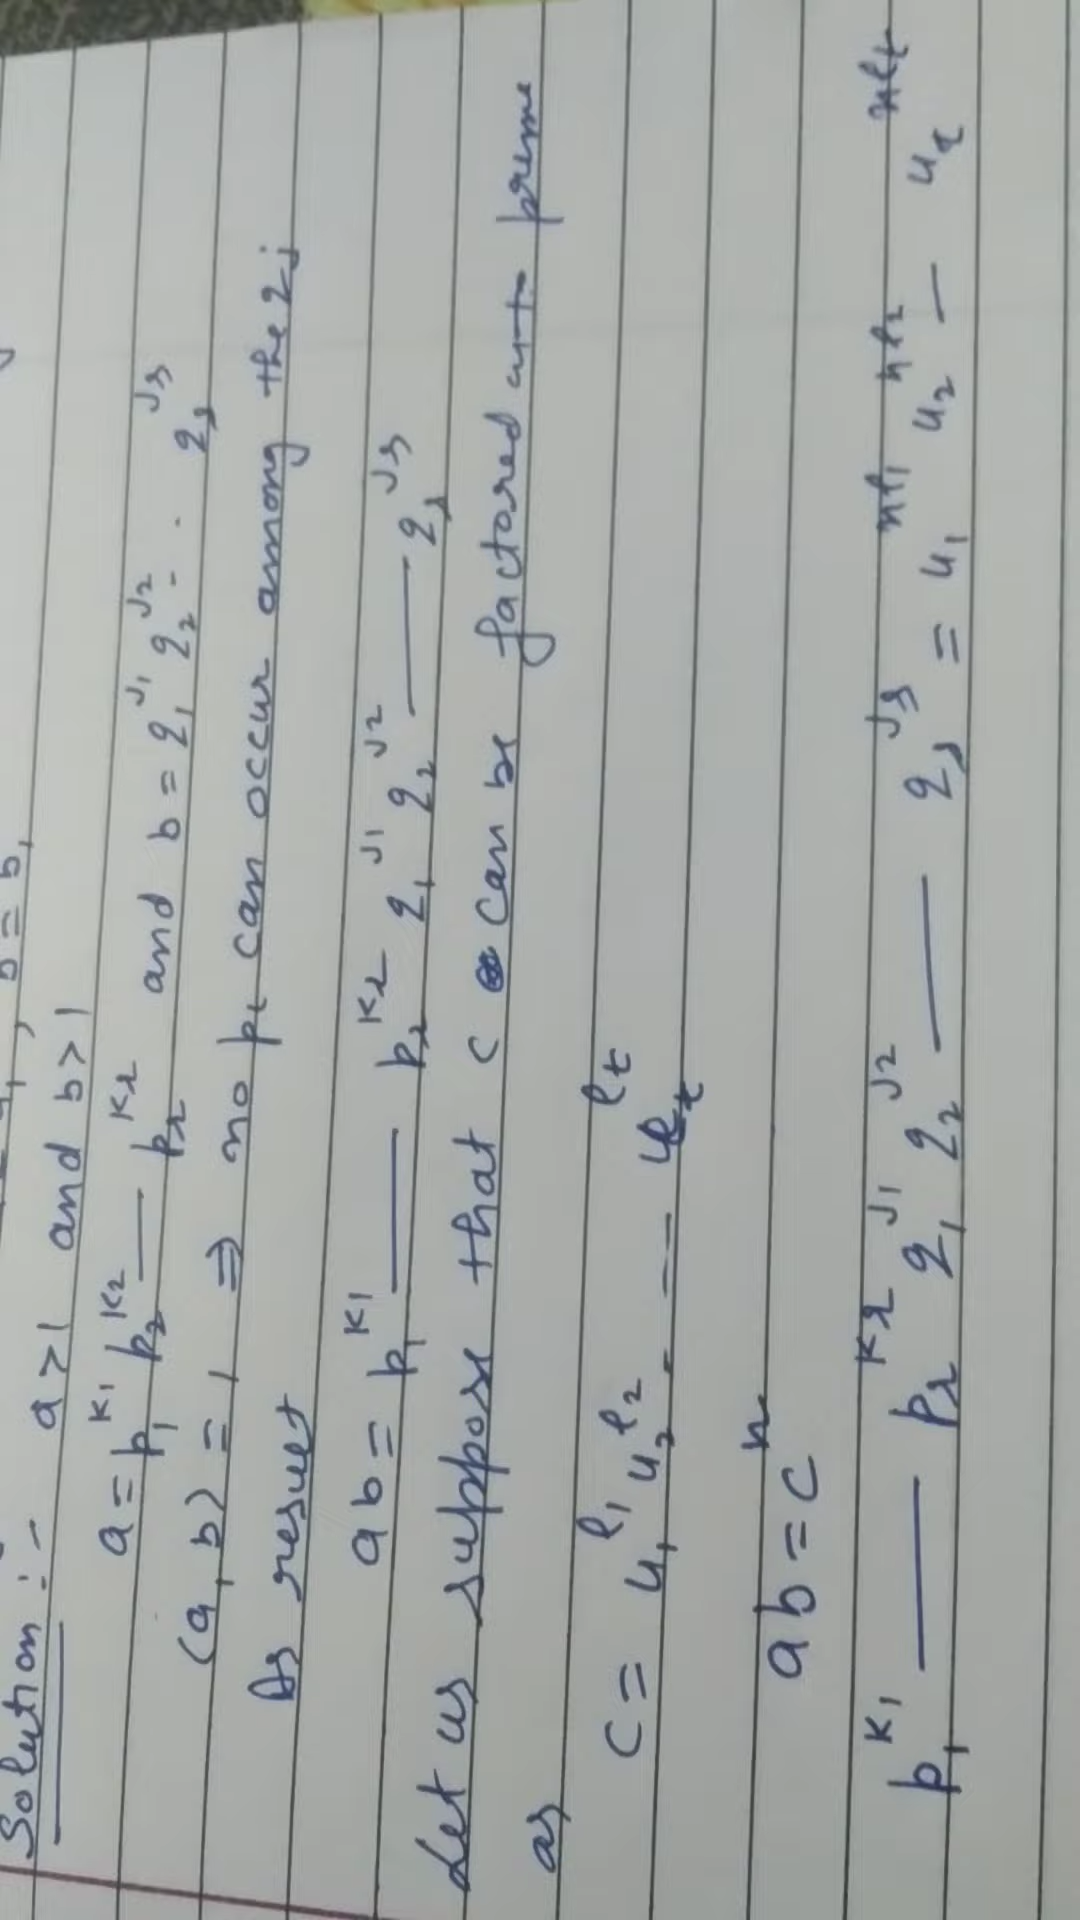 b = b₁
Solution :- a>1 and b>1
a = p₁^k₁ p₂^k₂ — pᵣ^kᵣ and b = q₁^J₁ q₂^J₂ - . qₛ^Jₛ
(a, b) = 1 ⇒ no pᵢ can occur among the qⱼ
As result
ab = p₁^k₁ — pᵣ^kᵣ q₁^J₁ q₂^J₂ — qₛ^Jₛ
Let us suppose that c can be factored prime
as
c = u₁^l₁ u₂^l₂ - - - - uₜ^lₜ
ab = cⁿ
p₁^k₁ — pᵣ^kᵣ q₁^J₁ q₂^J₂ — qₛ^Jₛ = u₁^nl₁ u₂^nl₂ — uₜ^nlₜ